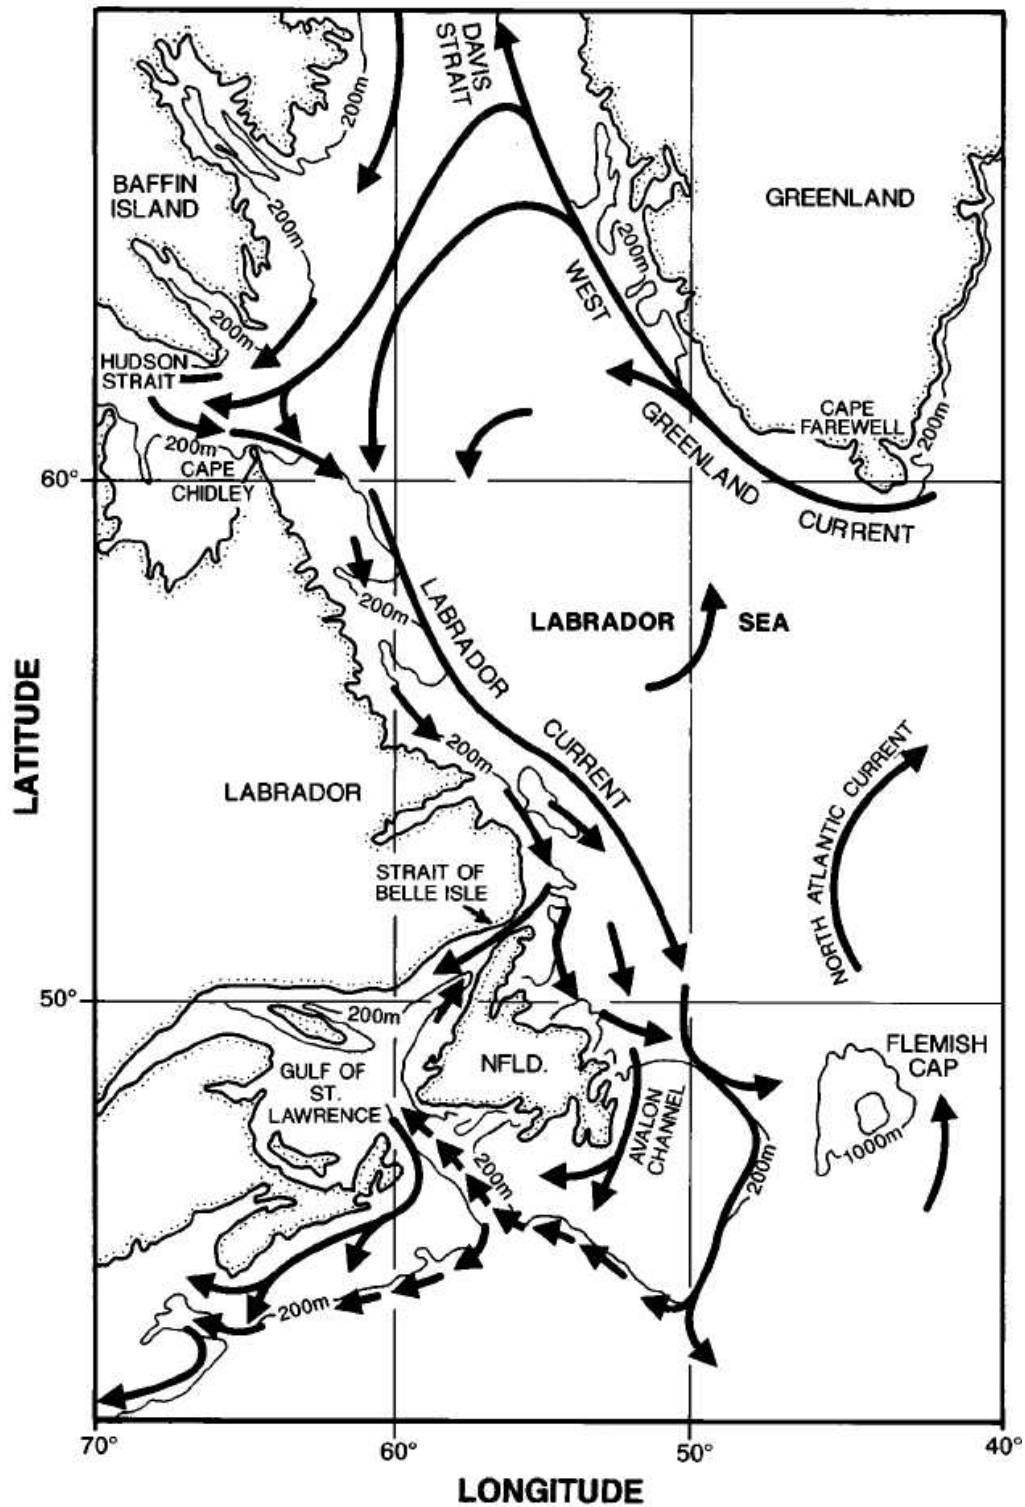 DAVIS
STRAIT
200m
BAFFIN
ISLAND
GREENLAND
200m
200m
WEST
200m
HUDSON
STRAIT
CAPE
FAREWELL
200m
GREENLAND
200m
CAPE
CHIDLEY
60°
CURRENT
200m
LABRADOR
LABRADOR SEA
LATITUDE
200m
CURRENT
NORTH ATLANTIC CURRENT
LABRADOR
STRAIT OF
BELLE ISLE
50°
200m
FLEMISH
CAP
GULF OF
ST.
LAWRENCE
NFLD.
AVALON
CHANNEL
1000m
200m
200m
200m
70°
60°
50°
40°
LONGITUDE